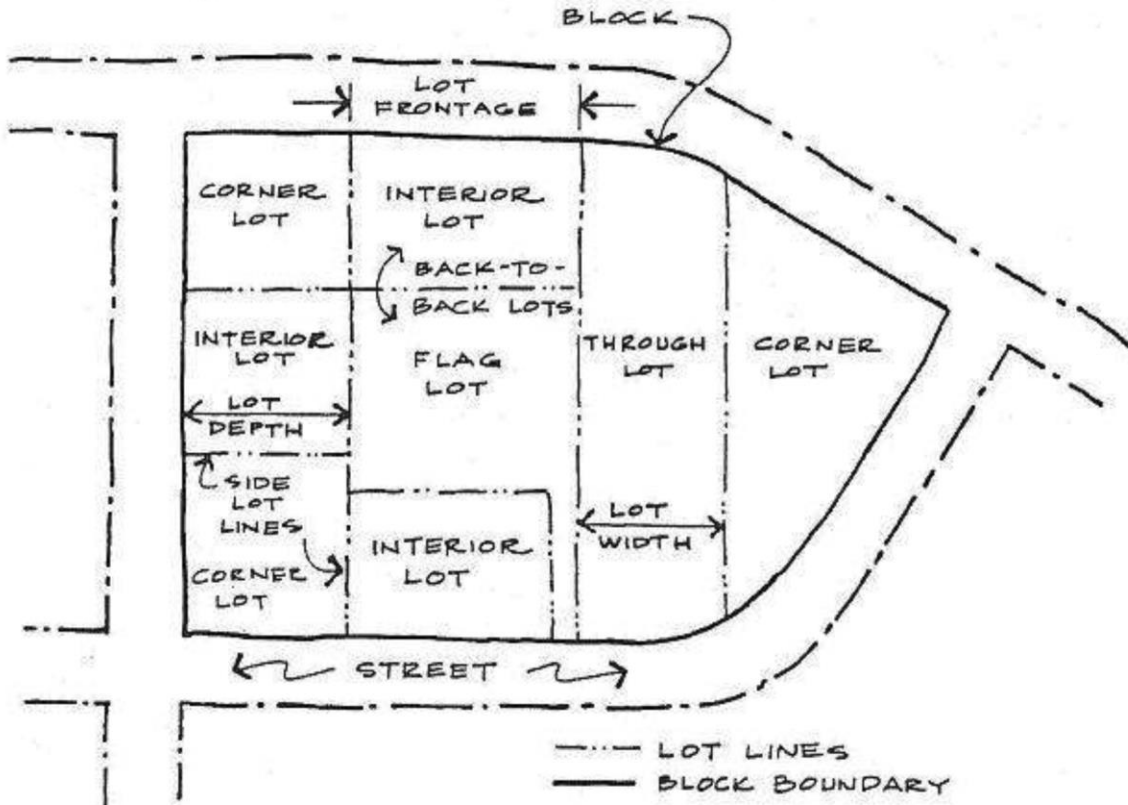 BLOCK
LOT
FRONTAGE
CORNER
LOT
INTERIOR
LOT
BACK-TO-
BACK LOTS
INTERIOR
LOT
FLAG
LOT
THROUGH
LOT
CORNER
LOT
LOT
DEPTH
SIDE
LOT
LINES
LOT
WIDTH
INTERIOR
LOT
CORNER
LOT
STREET
LOT LINES
BLOCK BOUNDARY